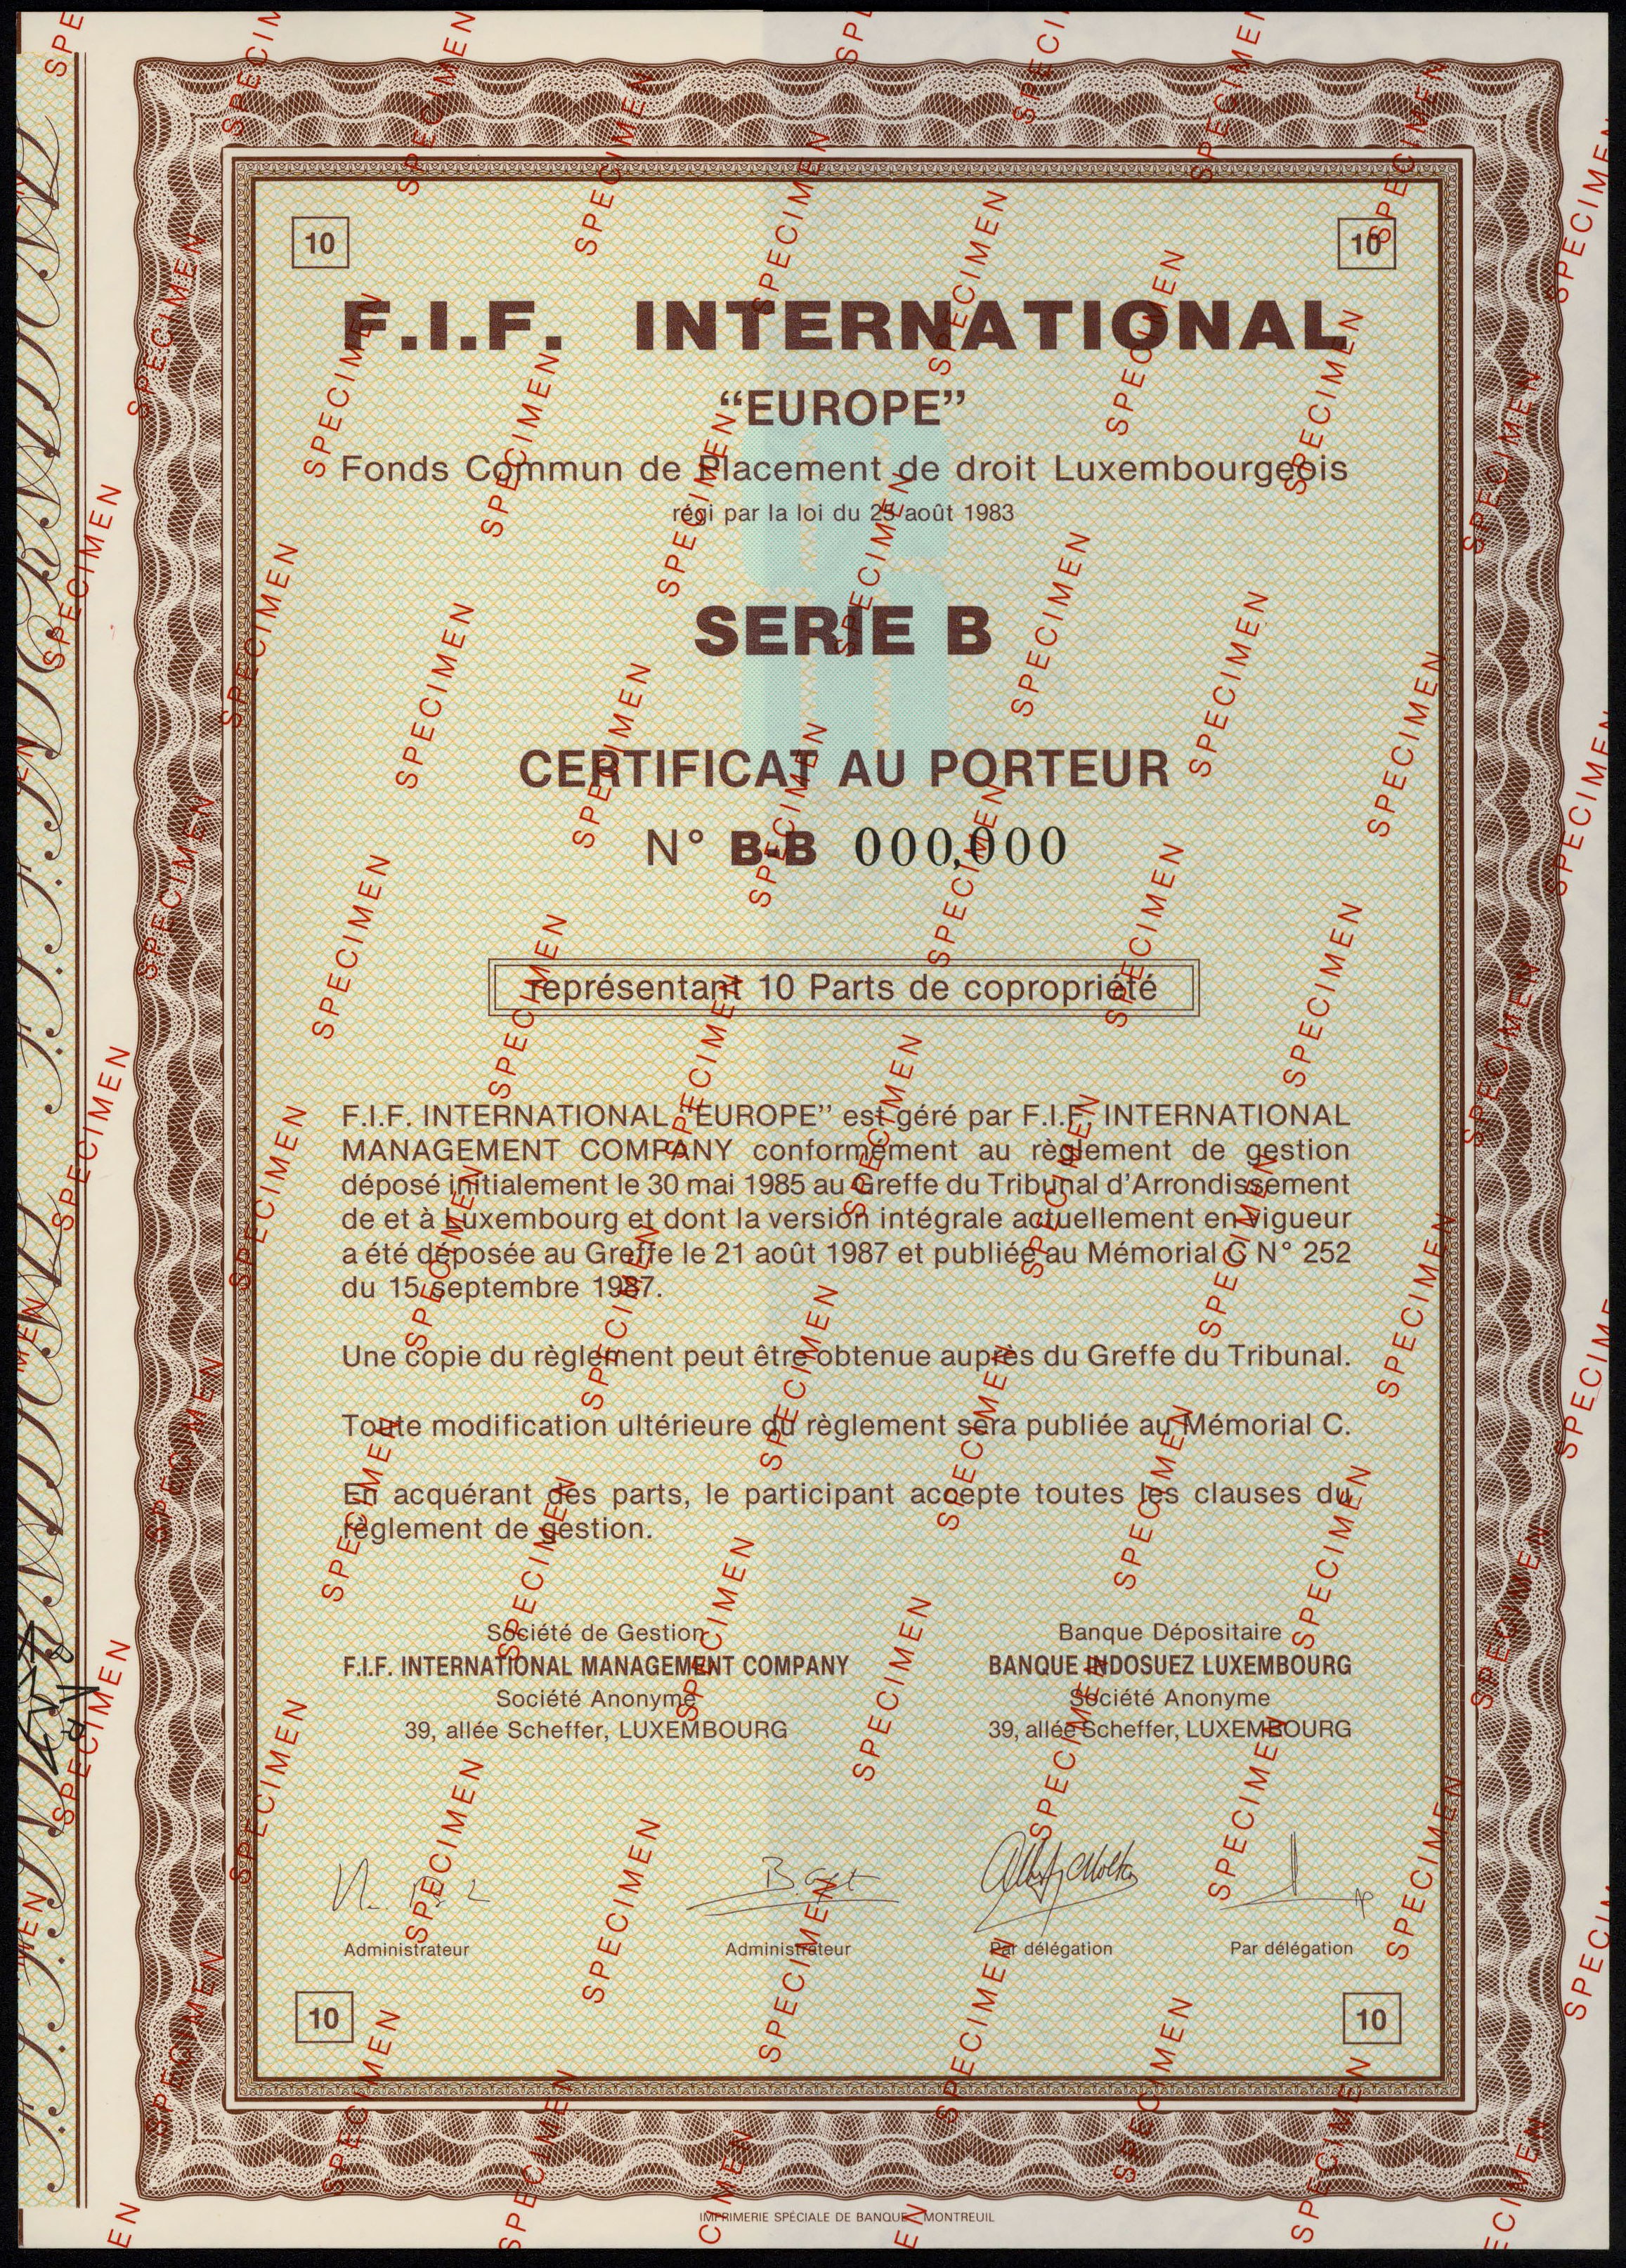 10 10
F.I.F. INTERNATIONAL
“EUROPE”
Fonds Commun de Placement de droit Luxembourgeois
régi par la loi du 25 août 1983
SERIE B
CERTIFICAT AU PORTEUR
N° B-B 000,000
représentant 10 Parts de copropriété
F.I.F. INTERNATIONAL “EUROPE” est géré par F.I.F. INTERNATIONAL
MANAGEMENT COMPANY conformément au règlement de gestion
déposé initialement le 30 mai 1985 au Greffe du Tribunal d’Arrondissement
de et à Luxembourg et dont la version intégrale actuellement en vigueur
a été déposée au Greffe le 21 août 1987 et publiée au Mémorial C N° 252
du 15 septembre 1987.
Une copie du règlement peut être obtenue auprès du Greffe du Tribunal.
Toute modification ultérieure du règlement sera publiée au Mémorial C.
En acquérant des parts, le participant accepte toutes les clauses du
règlement de gestion.
Société de Gestion
F.I.F. INTERNATIONAL MANAGEMENT COMPANY
Société Anonyme
39, allée Scheffer, LUXEMBOURG
Banque Dépositaire
BANQUE INDOSUEZ LUXEMBOURG
Société Anonyme
39, allée Scheffer, LUXEMBOURG
Administrateur Administrateur Par délégation Par délégation
10 10
IMPRIMERIE SPÉCIALE DE BANQUE - MONTREUIL
SPECIMEN